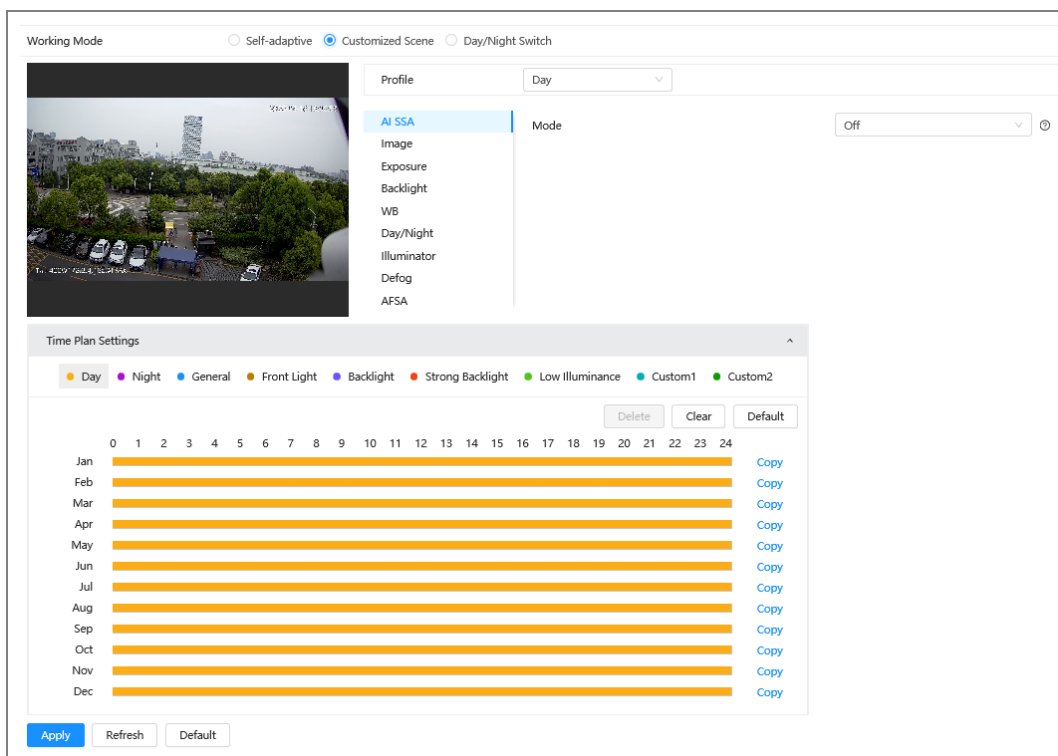 Working Mode Self-adaptive Customized Scene Day/Night Switch
Profile Day
AI SSA
Mode Off
Image
Exposure
Backlight
WB
Day/Night
Illuminator
Defog
AFSA
Time Plan Settings
Day Night General Front Light Backlight Strong Backlight Low Illuminance Custom1 Custom2
Delete Clear Default
0 1 2 3 4 5 6 7 8 9 10 11 12 13 14 15 16 17 18 19 20 21 22 23 24
Jan Copy
Feb Copy
Mar Copy
Apr Copy
May Copy
Jun Copy
Jul Copy
Aug Copy
Sep Copy
Oct Copy
Nov Copy
Dec Copy
Apply Refresh Default